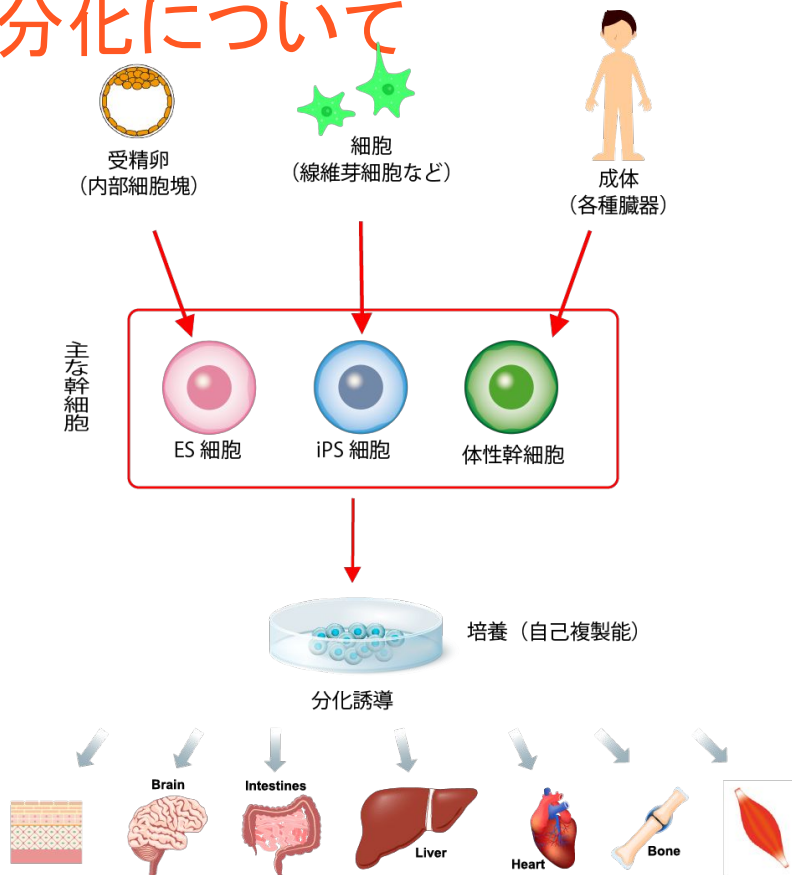 分化について
受精卵
（内部細胞塊）
細胞
（線維芽細胞など）
成体
（各種臓器）
主な幹細胞
ES 細胞
iPS 細胞
体性幹細胞
培養（自己複製能）
分化誘導
Brain
Intestines
Liver
Heart
Bone